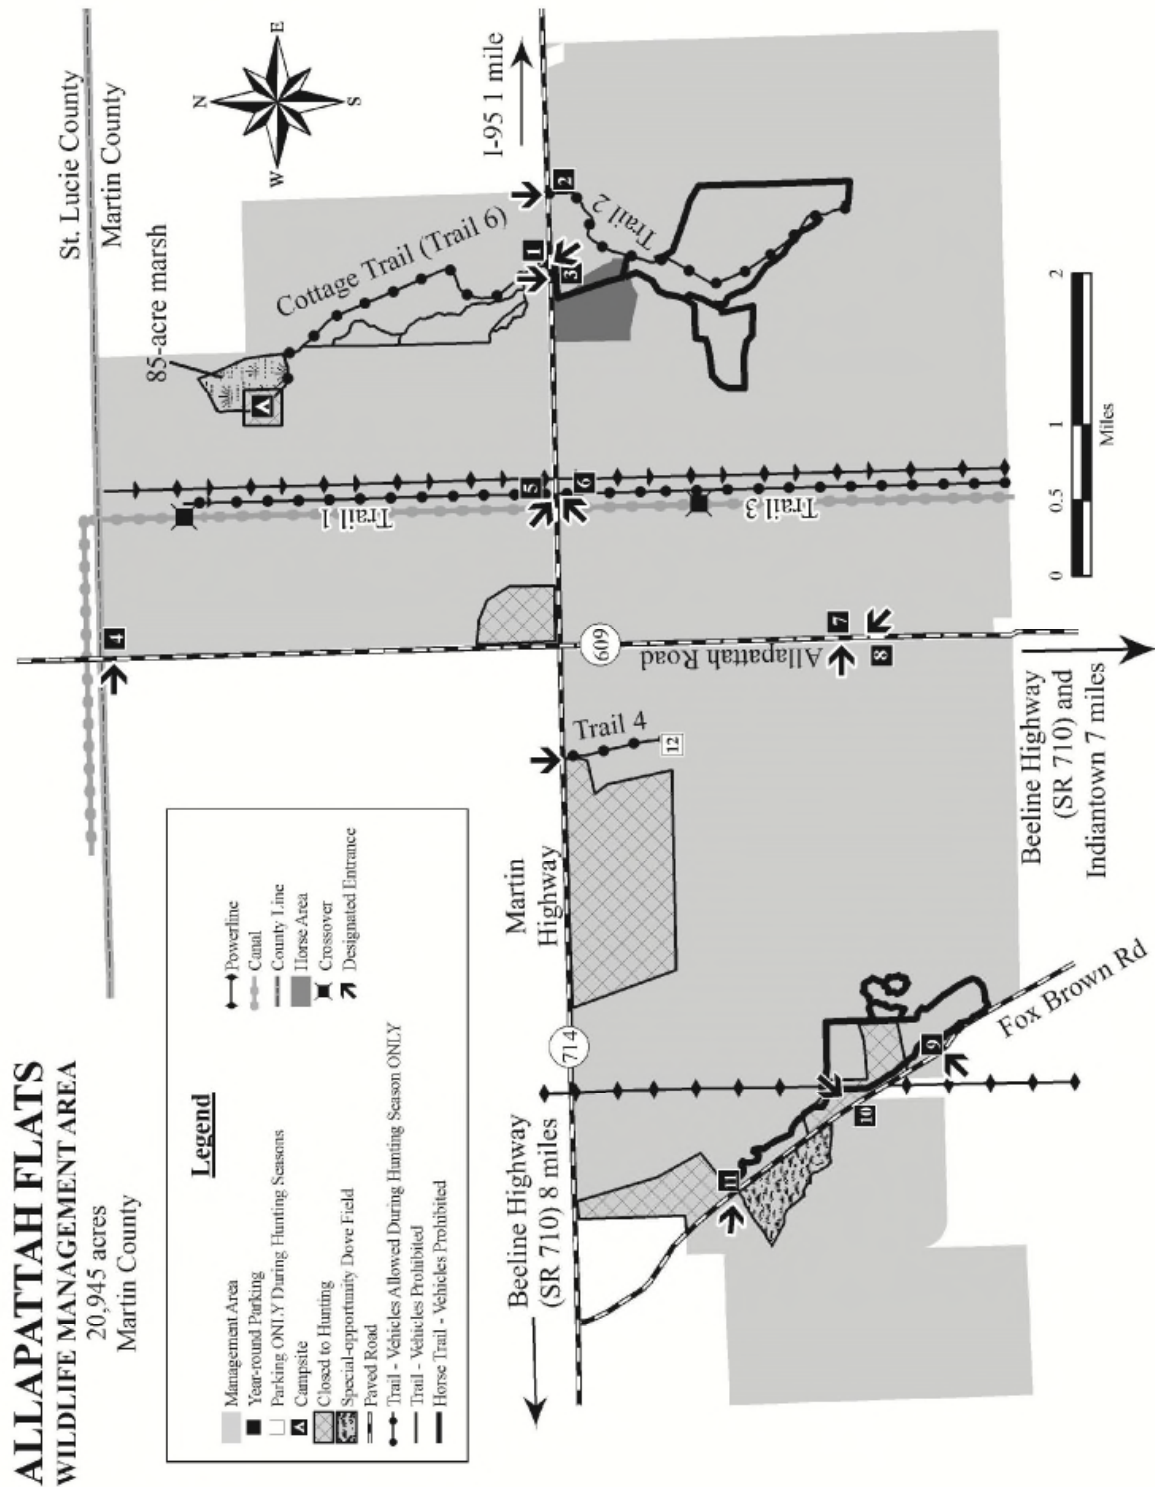 ALLAPATTAH FLATS
WILDLIFE MANAGEMENT AREA
20,945 acres
Martin County
Legend
Management Area
Year-round Parking
Parking ONLY During Hunting Seasons
Campsite
Closed to Hunting
Special-opportunity Dove Field
Paved Road
Trail - Vehicles Allowed During Hunting Season ONLY
Trail - Vehicles Prohibited
Horse Trail - Vehicles Prohibited
Powerline
Canal
County Line
Horse Area
Crossover
Designated Entrance
St. Lucie County
Martin County
N
E
S
W
85-acre marsh
Cottage Trail (Trail 6)
I-95 1 mile
Trail 1
Trail 2
Trail 3
Trail 4
Martin
Highway
714
609
Allapattah Road
Beeline Highway
(SR 710) 8 miles
Fox Brown Rd
Beeline Highway
(SR 710) and
Indiantown 7 miles
1
2
3
4
5
6
7
8
9
10
11
12
0
0.5
1
2
Miles